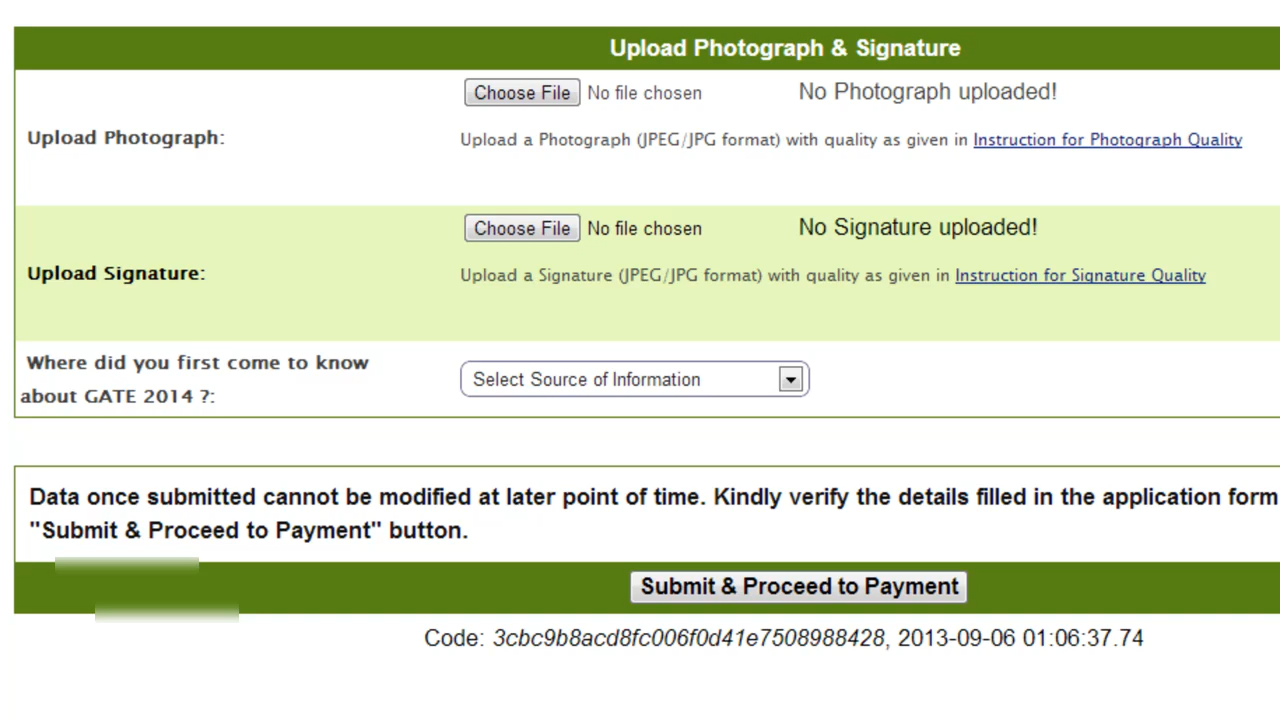 Upload Photograph & Signature
Choose File No file chosen No Photograph uploaded!
Upload Photograph:
Upload a Photograph (JPEG/JPG format) with quality as given in Instruction for Photograph Quality
Choose File No file chosen No Signature uploaded!
Upload Signature:
Upload a Signature (JPEG/JPG format) with quality as given in Instruction for Signature Quality
Where did you first come to know
about GATE 2014 ?:
Select Source of Information
Data once submitted cannot be modified at later point of time. Kindly verify the details filled in the application form
"Submit & Proceed to Payment" button.
Submit & Proceed to Payment
Code: 3cbc9b8acd8fc006f0d41e7508988428, 2013-09-06 01:06:37.74